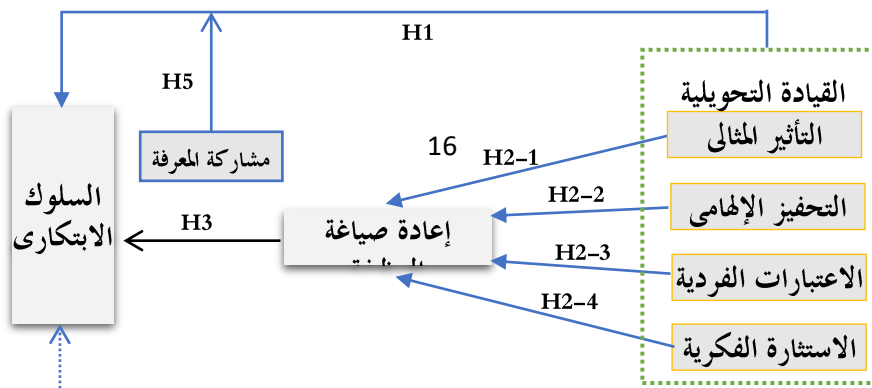 H1
القيادة التحويلية
التأثير المثالى
H5
مشاركة المعرفة
16
H2-1
السلوك
الابتكارى
H2-2
التحفيز الإلهامى
إعادة صياغة
H3
H2-3
الاعتبارات الفردية
H2-4
الاستثارة الفكرية